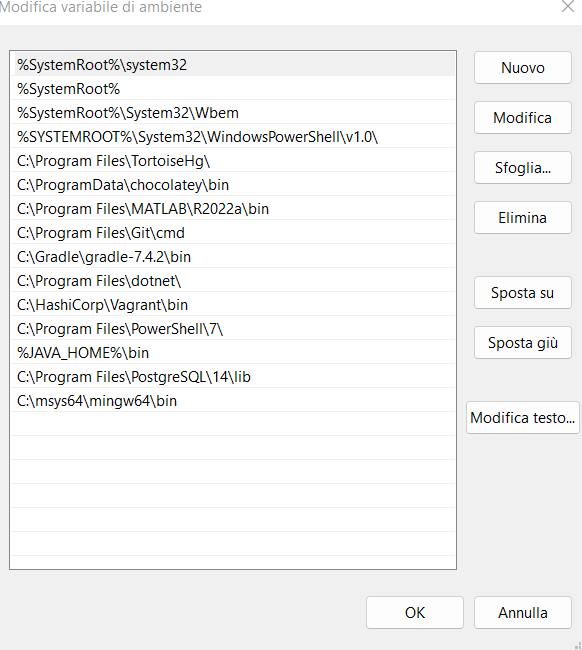 Modifica variabile di ambiente
%SystemRoot%\system32
%SystemRoot%
%SystemRoot%\System32\Wbem
%SYSTEMROOT%\System32\WindowsPowerShell\v1.0\
C:\Program Files\TortoiseHg\
C:\ProgramData\chocolatey\bin
C:\Program Files\MATLAB\R2022a\bin
C:\Program Files\Git\cmd
C:\Gradle\gradle-7.4.2\bin
C:\Program Files\dotnet\
C:\HashiCorp\Vagrant\bin
C:\Program Files\PowerShell\7\
%JAVA_HOME%\bin
C:\Program Files\PostgreSQL\14\lib
C:\msys64\mingw64\bin
Nuovo
Modifica
Sfoglia...
Elimina
Sposta su
Sposta giù
Modifica testo...
OK
Annulla